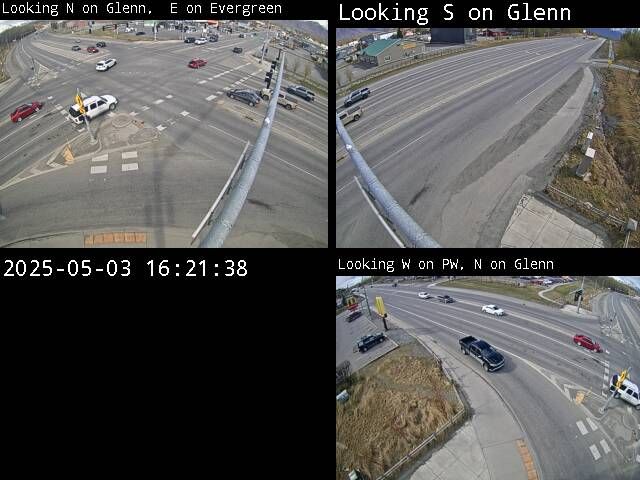 Looking N on Glenn,  E on Evergreen
Looking S on Glenn
2025-05-03 16:21:38
Looking W on PW, N on Glenn